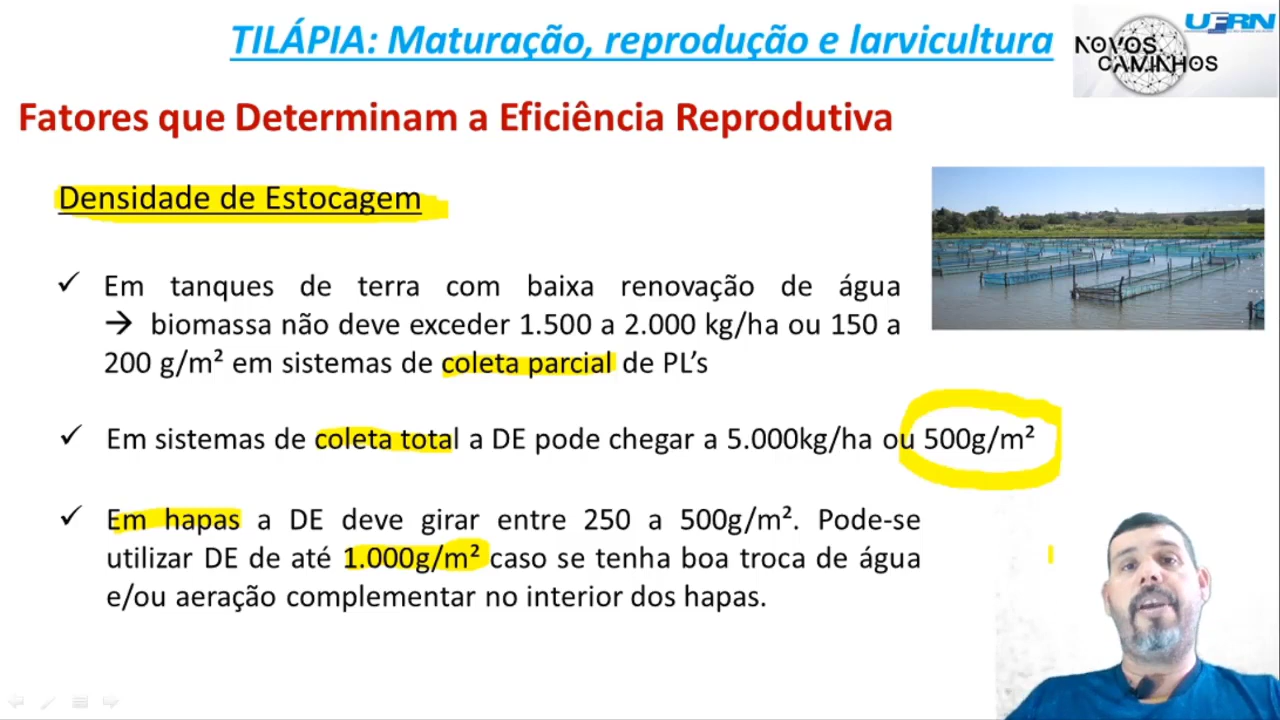 TILÁPIA: Maturação, reprodução e larvicultura
UFRN
NOVOS
CAMINHOS
Fatores que Determinam a Eficiência Reprodutiva
Densidade de Estocagem
✓ Em tanques de terra com baixa renovação de água
→ biomassa não deve exceder 1.500 a 2.000 kg/ha ou 150 a
200 g/m² em sistemas de coleta parcial de PL’s
✓ Em sistemas de coleta total a DE pode chegar a 5.000kg/ha ou 500g/m²
✓ Em hapas a DE deve girar entre 250 a 500g/m². Pode-se
utilizar DE de até 1.000g/m² caso se tenha boa troca de água
e/ou aeração complementar no interior dos hapas.